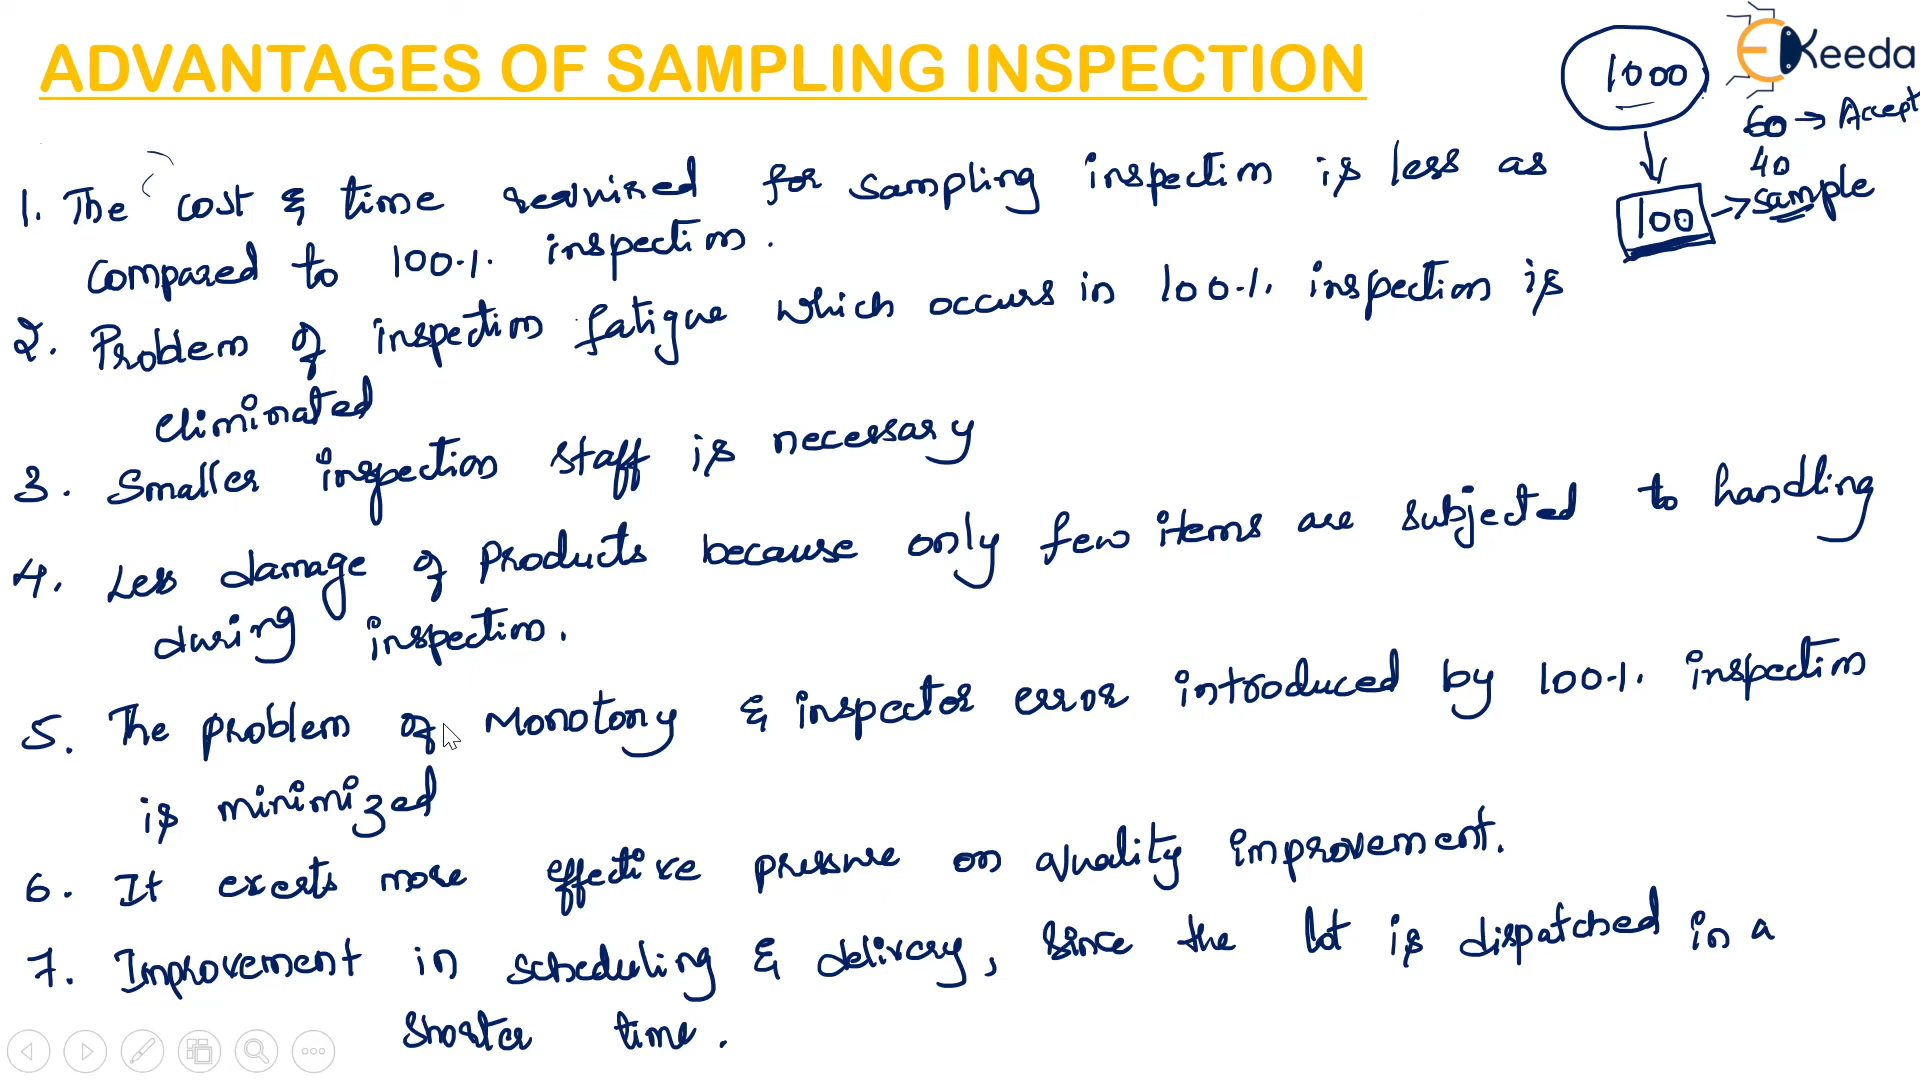 ADVANTAGES OF SAMPLING INSPECTION
1000
EKeeda
60 → Accept
40
100 → sample
1. The cost & time required for sampling inspection is less as
compared to 100%. inspection.
2. Problem of inspection fatigue which occurs in 100%. inspection is
eliminated
3. Smaller inspection staff is necessary
4. Less damage of products because only few items are subjected to handling
during inspection.
5. The problem of Monotony & inspector error introduced by 100%. inspection
is minimized
6. It exerts more effective pressure on quality improvement.
7. Improvement in scheduling & delivery, since the lot is dispatched in a
shorter time.